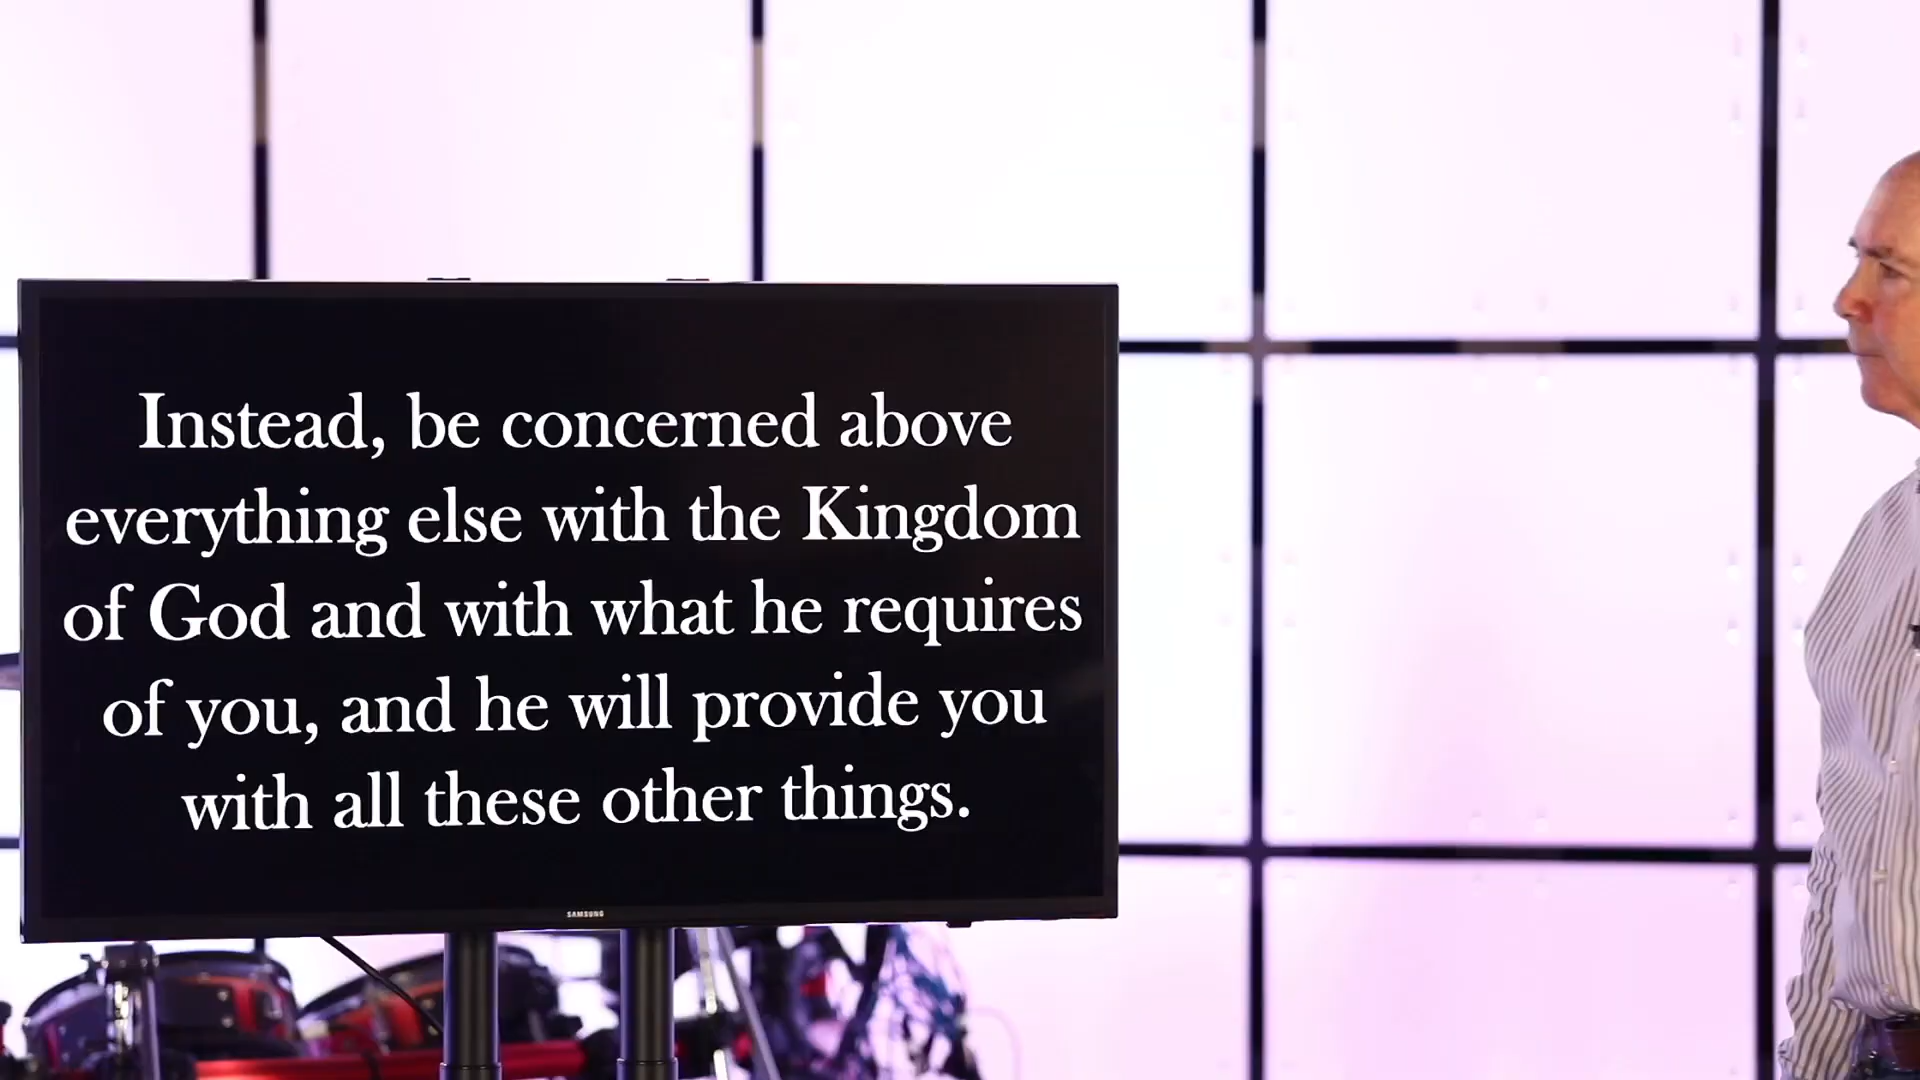 Instead, be concerned above
everything else with the Kingdom
of God and with what he requires
of you, and he will provide you
with all these other things.
SAMSUNG